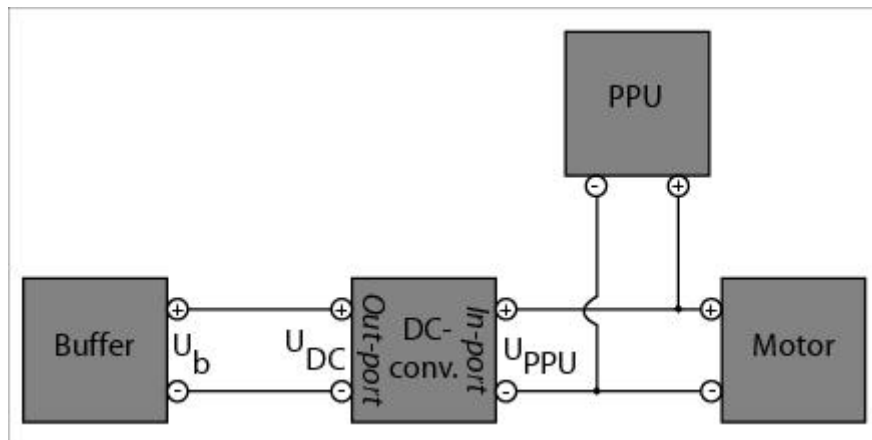 PPU
- +
+ + + +
Buffer
U_b
U_DC
Out-port
DC-
conv.
In-port
U_PPU
Motor
- - - -